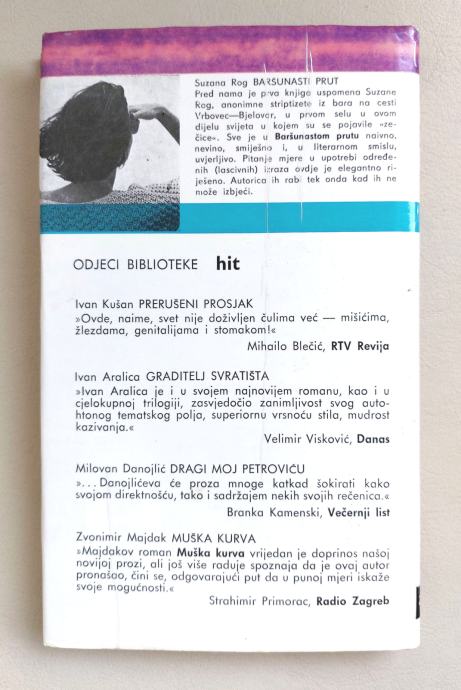 Suzana Rog BARŠUNASTI PRUT
Pred nama je prva knjiga uspomena Suzane
Rog, anonimne striptizete iz bara na cesti
Vrbovec—Bjelovar, u prvom selu u ovom
dijelu svijeta u kojem su se pojavile »ze-
čice«. Sve je u Baršunastom prutu naivno,
nevino, smiješno i, u literarnom smislu,
uvjerljivo. Pitanje mjere u upotrebi određe-
nih (lascivnih) izraza ovdje je elegantno ri-
ješeno. Autorica ih rabi tek onda kad ih ne
može izbjeći.
ODJECI BIBLIOTEKE hit
Ivan Kušan PRERUŠENI PROSJAK
»Ovde, naime, svet nije doživljen čulima već — mišićima,
žlezdama, genitalijama i stomakom!«
Mihailo Blečić, RTV Revija
Ivan Aralica GRADITELJ SVRATIŠTA
»Ivan Aralica je i u svojem najnovijem romanu, kao i u
cjelokupnoj trilogiji, zasvjedočio zanimljivost svog auto-
htonog tematskog polja, superiornu vrsnoću stila, mudrost
kazivanja.«
Velimir Visković, Danas
Milovan Danojlić DRAGI MOJ PETROVIĆU
»...Danojlićeva će proza mnoge katkad šokirati kako
svojom direktnošću, tako i sadržajem nekih svojih rečenica.«
Branka Kamenski, Večernji list
Zvonimir Majdak MUŠKA KURVA
»Majdakov roman Muška kurva vrijedan je doprinos našoj
novijoj prozi, ali još više raduje spoznaja da je ovaj autor
pronašao, čini se, odgovarajući put da u punoj mjeri iskaže
svoje mogućnosti.«
Strahimir Primorac, Radio Zagreb